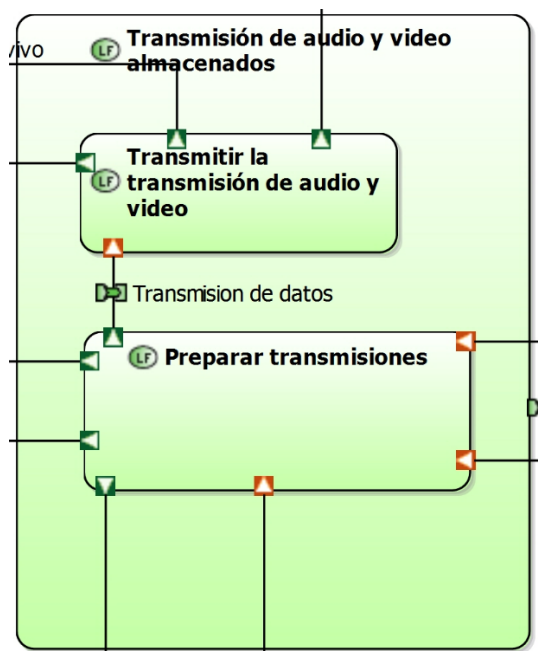 Transmisión de audio y video
vivo
LF
almacenados
Transmitir la
LF
transmisión de audio y
video
Transmision de datos
LF
Preparar transmisiones